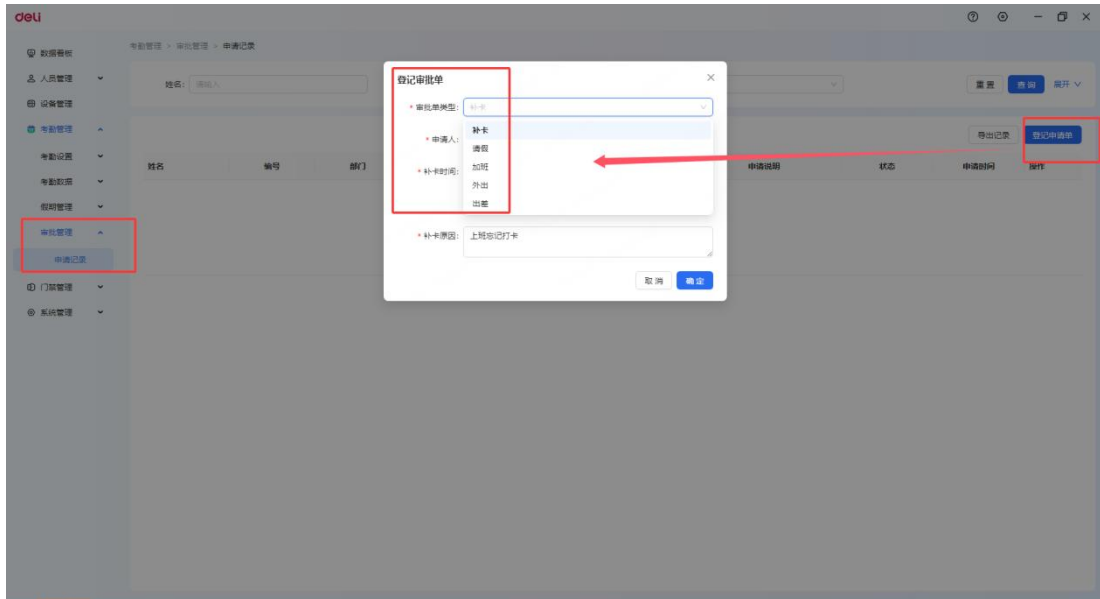 deli
数据看板
考勤管理 > 审批管理 > 申请记录
人员管理
姓名: 请输入
登记审批单
重置
查询
展开
设备管理
* 审批单类型: 补卡
考勤管理
补卡
* 申请人:
请假
导出记录
登记申请单
考勤设置
加班
* 补卡时间:
外出
出差
姓名
编号
部门
申请说明
状态
申请时间
操作
考勤数据
假期管理
审批管理
* 补卡原因: 上班忘记打卡
申请记录
取消
确定
门禁管理
系统管理